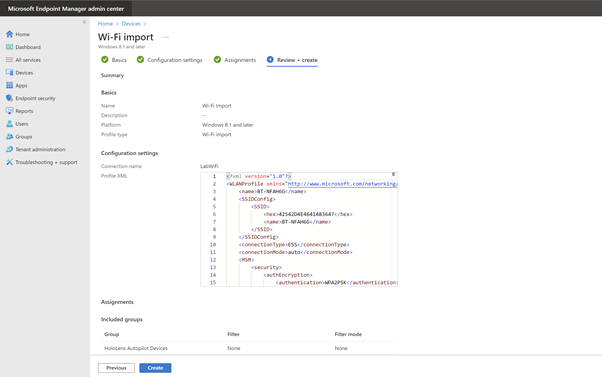 Microsoft Endpoint Manager admin center
«
Home
Dashboard
All services
Devices
Apps
Endpoint security
Reports
Users
Groups
Tenant administration
Troubleshooting + support
Home > Devices >
Wi-Fi import ...
Windows 8.1 and later
Basics Configuration settings Assignments 4 Review + create
Summary
Basics
Name Wi-Fi Import
Description --
Platform Windows 8.1 and later
Profile type Wi-Fi import
Configuration settings
Connection name LabWiFi
Profile XML
1 <?xml version="1.0"?>
2 <WLANProfile xmlns="http://www.microsoft.com/networking/
3 <name>BT-NFAH6G</name>
4 <SSIDConfig>
5 <SSID>
6 <hex>42542D4E4641483647</hex>
7 <name>BT-NFAH6G</name>
8 </SSID>
9 </SSIDConfig>
10 <connectionType>ESS</connectionType>
11 <connectionMode>auto</connectionMode>
12 <MSM>
13 <security>
14 <authEncryption>
15 <authentication>WPA2PSK</authentication>
Assignments
Included groups
Group Filter Filter mode
HoloLens Autopilot Devices None None
Previous Create